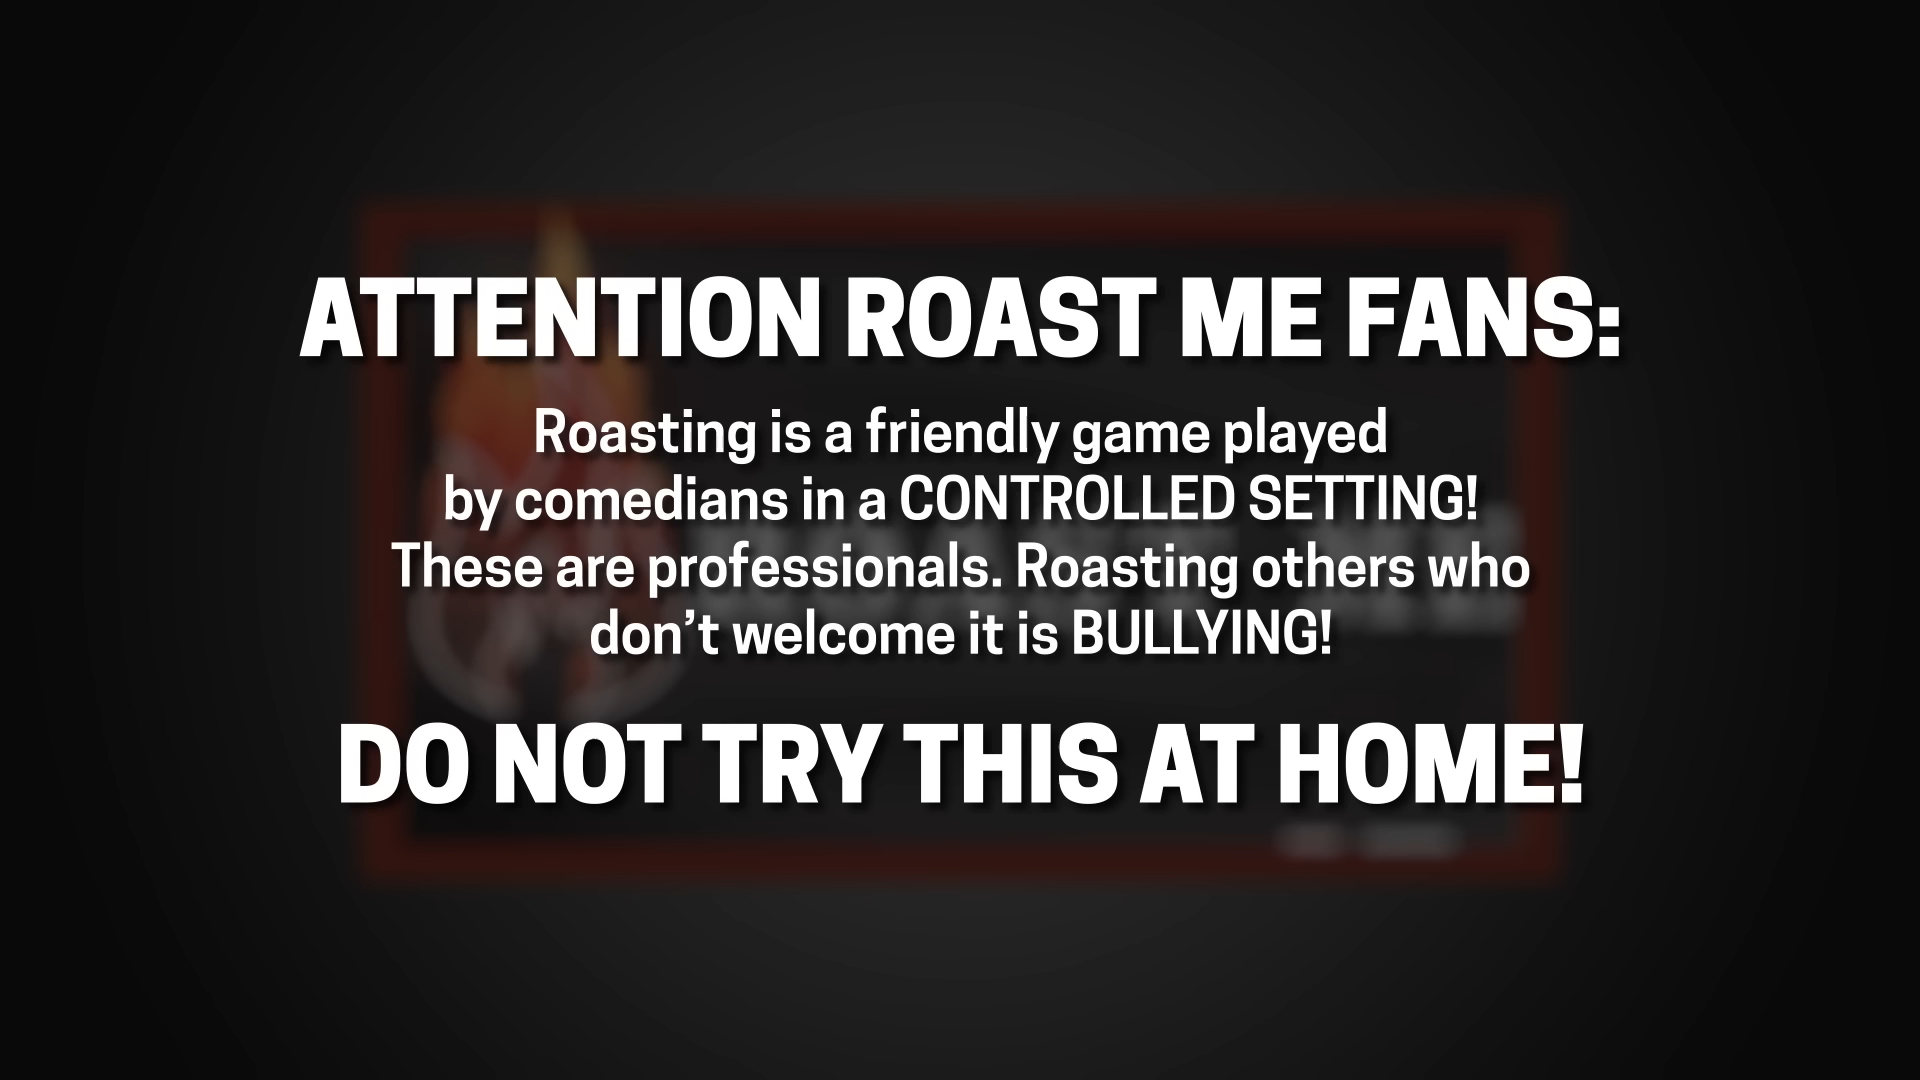 ATTENTION ROAST ME FANS:
Roasting is a friendly game played
by comedians in a CONTROLLED SETTING!
These are professionals. Roasting others who
don’t welcome it is BULLYING!
DO NOT TRY THIS AT HOME!